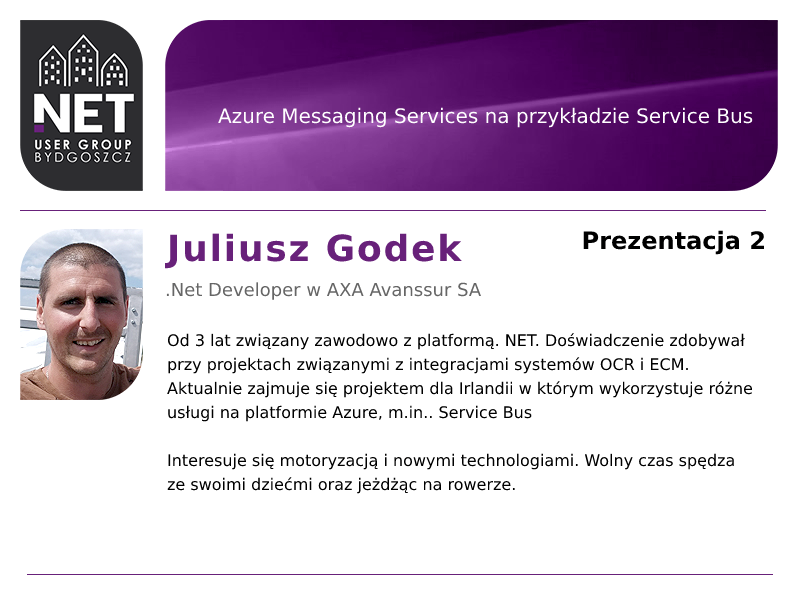 .NET
USER GROUP
BYDGOSZCZ
Azure Messaging Services na przykładzie Service Bus
Juliusz Godek
Prezentacja 2
.Net Developer w AXA Avanssur SA
Od 3 lat związany zawodowo z platformą. NET. Doświadczenie zdobywał
przy projektach związanymi z integracjami systemów OCR i ECM.
Aktualnie zajmuje się projektem dla Irlandii w którym wykorzystuje różne
usługi na platformie Azure, m.in.. Service Bus
Interesuje się motoryzacją i nowymi technologiami. Wolny czas spędza
ze swoimi dziećmi oraz jeżdżąc na rowerze.